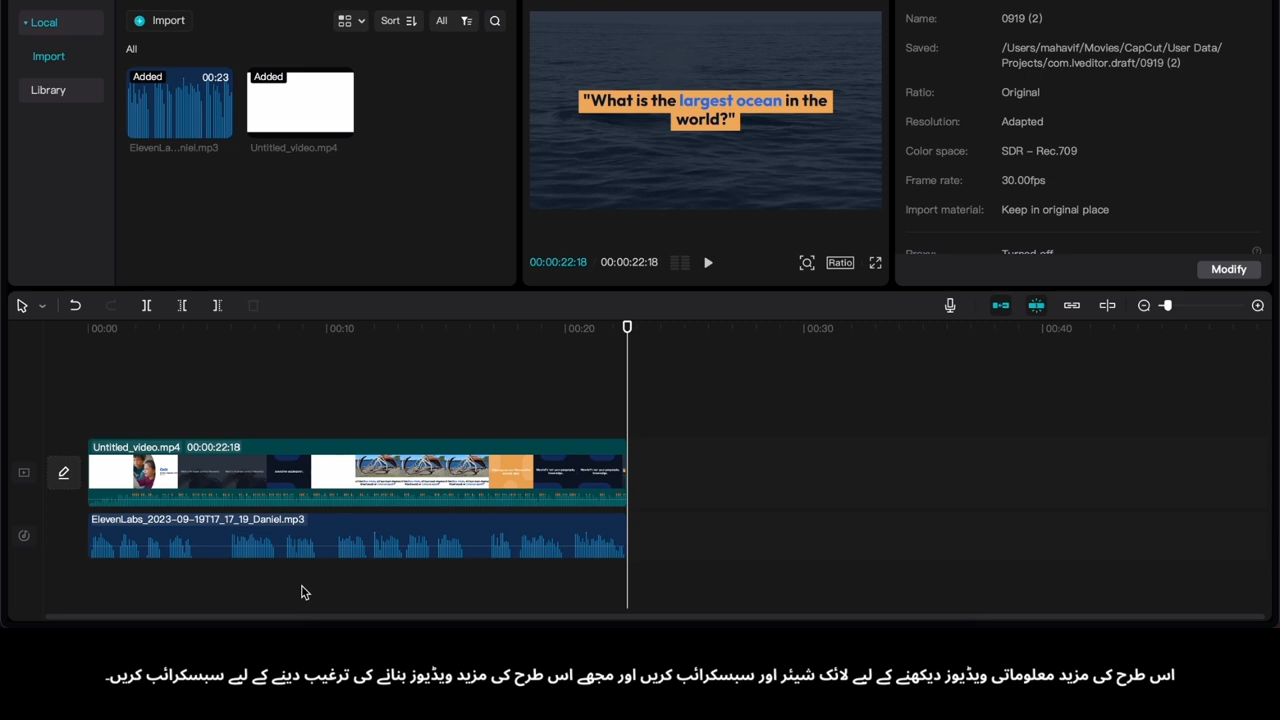 Local
Import
Library
Import
Sort
All
All
Added
00:23
Added
ElevenLa...niel.mp3
Untitled_video.mp4
"What is the largest ocean in the
world?"
00:00:22:18
00:00:22:18
Ratio
Name: 0919 (2)
Saved: /Users/mahavif/Movies/CapCut/User Data/
Projects/com.lveditor.draft/0919 (2)
Ratio: Original
Resolution: Adapted
Color space: SDR – Rec.709
Frame rate: 30.00fps
Import material: Keep in original place
Proxy: Turned off
Modify
00:00
00:10
00:20
00:30
00:40
Untitled_video.mp4 00:00:22:18
ElevenLabs_2023-09-19T17_17_19_Daniel.mp3
اس طرح کی مزید معلوماتی ویڈیوز دیکھنے کے لیے لائک شیئر اور سبسکرائب کریں اور مجھے اس طرح کی مزید ویڈیوز بنانے کی ترغیب دینے کے لیے سبسکرائب کریں۔